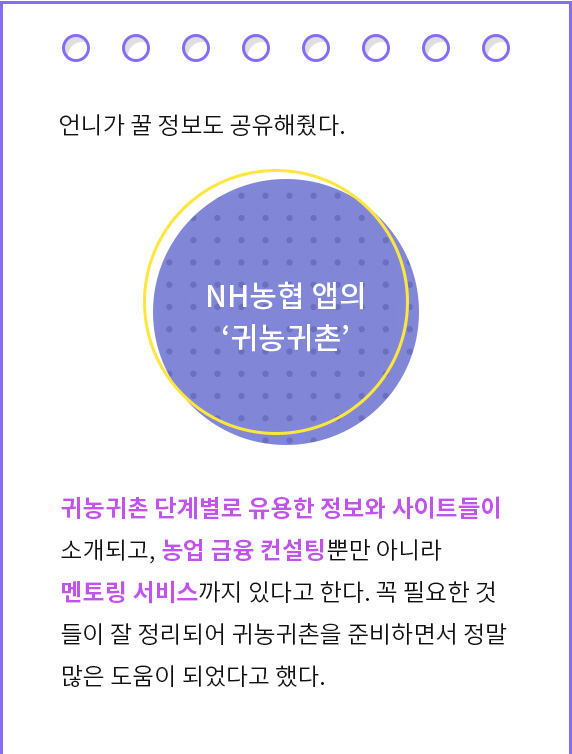 언니가 꿀 정보도 공유해줬다.
NH농협 앱의
‘귀농귀촌’
귀농귀촌 단계별로 유용한 정보와 사이트들이
소개되고, 농업 금융 컨설팅뿐만 아니라
멘토링 서비스까지 있다고 한다. 꼭 필요한 것
들이 잘 정리되어 귀농귀촌을 준비하면서 정말
많은 도움이 되었다고 했다.